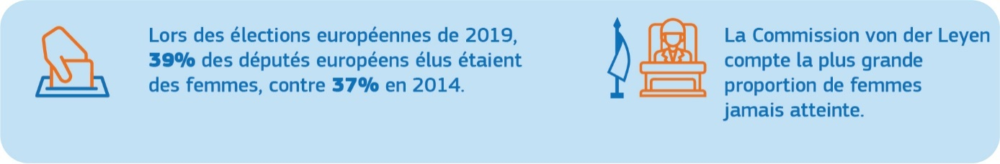 Lors des élections européennes de 2019,
39% des députés européens élus étaient
des femmes, contre 37% en 2014.
La Commission von der Leyen
compte la plus grande
proportion de femmes
jamais atteinte.